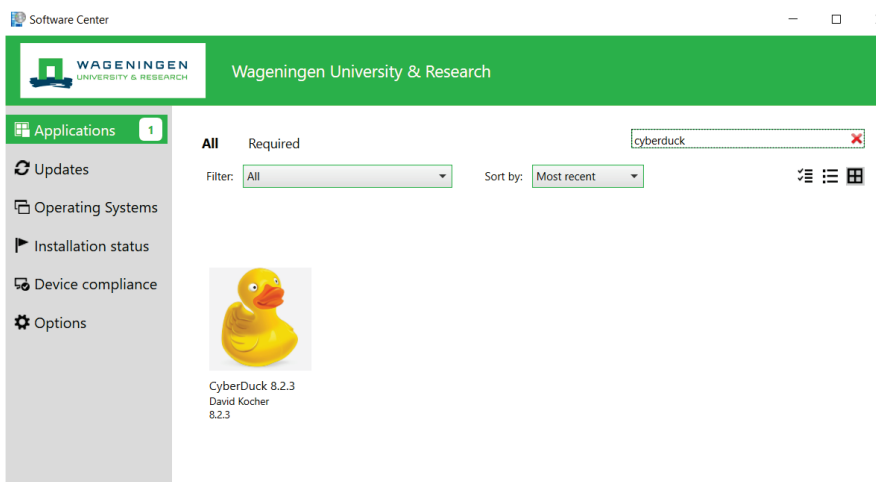 Software Center
WAGENINGEN
UNIVERSITY & RESEARCH
Wageningen University & Research
Applications 1
Updates
Operating Systems
Installation status
Device compliance
Options
All Required
cyberduck
Filter: All Sort by: Most recent
CyberDuck 8.2.3
David Kocher
8.2.3